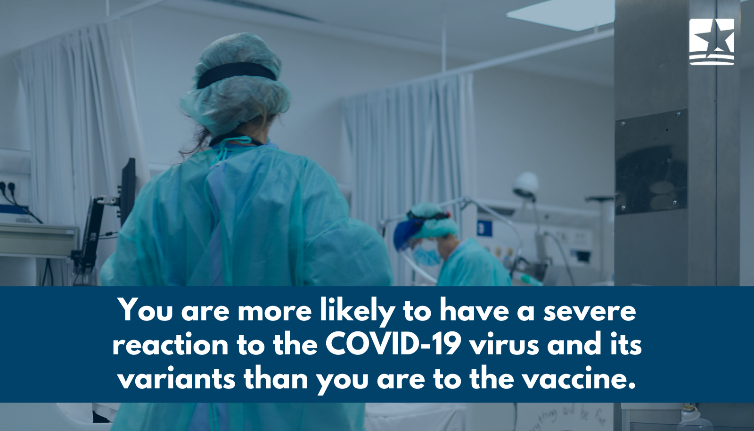 You are more likely to have a severe
reaction to the COVID-19 virus and its
variants than you are to the vaccine.